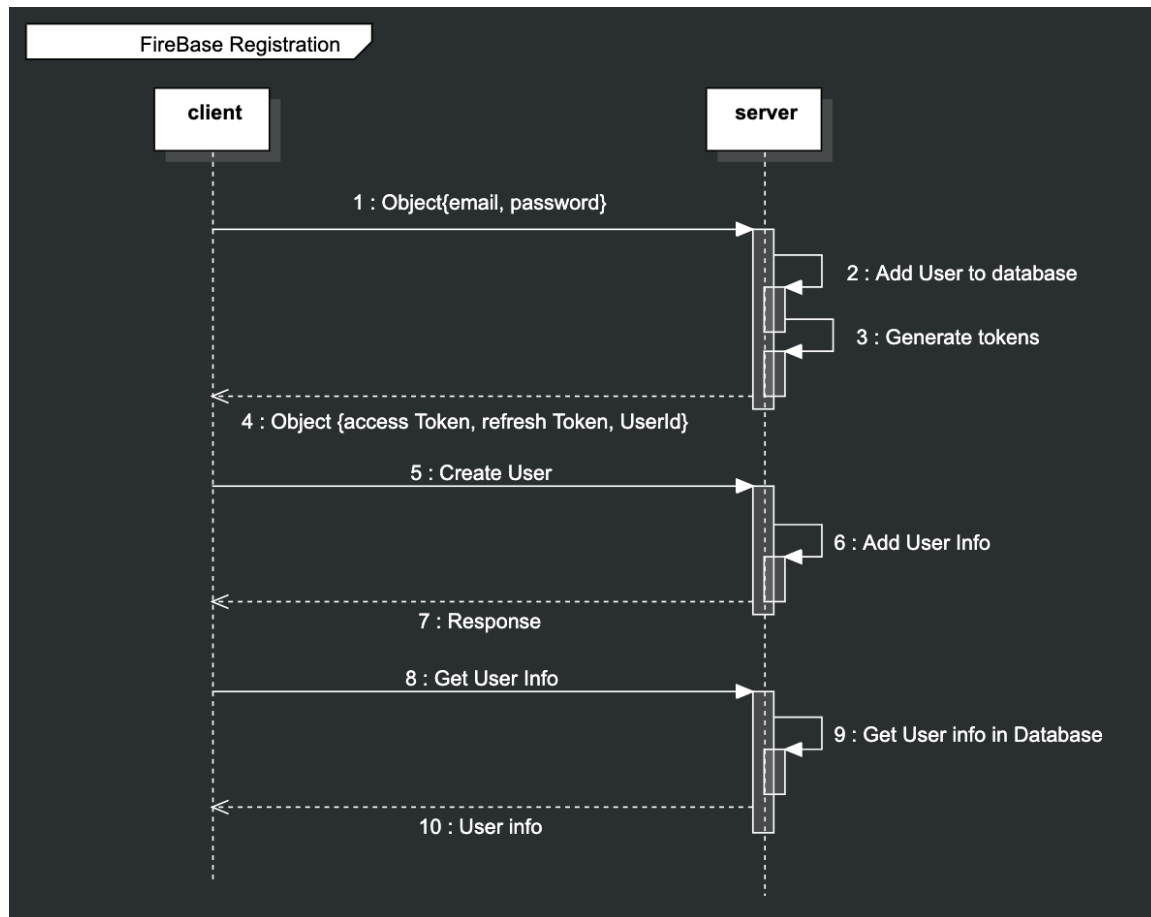 FireBase Registration
client
server
1 : Object{email, password}
2 : Add User to database
3 : Generate tokens
4 : Object {access Token, refresh Token, UserId}
5 : Create User
6 : Add User Info
7 : Response
8 : Get User Info
9 : Get User info in Database
10 : User info